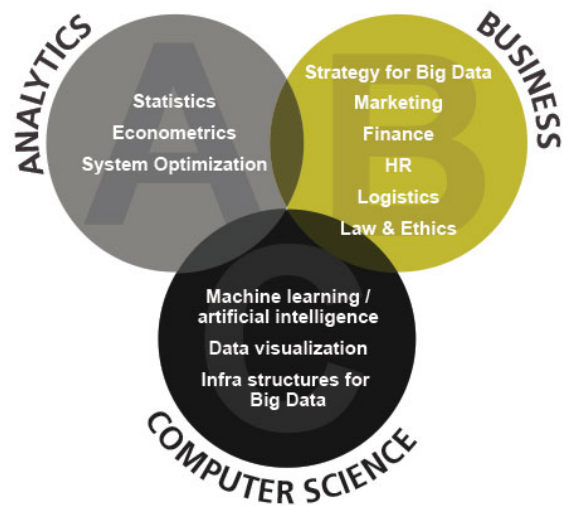 ANALYTICS
A
Statistics
Econometrics
System Optimization
BUSINESS
B
Strategy for Big Data
Marketing
Finance
HR
Logistics
Law & Ethics
C
Machine learning /
artificial intelligence
Data visualization
Infra structures for
Big Data
COMPUTER SCIENCE